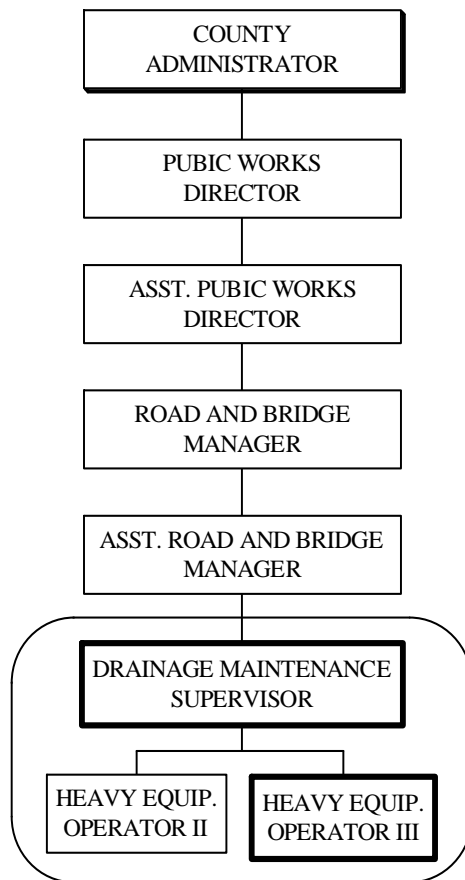 COUNTY
ADMINISTRATOR
PUBIC WORKS
DIRECTOR
ASST. PUBIC WORKS
DIRECTOR
ROAD AND BRIDGE
MANAGER
ASST. ROAD AND BRIDGE
MANAGER
DRAINAGE MAINTENANCE
SUPERVISOR
HEAVY EQUIP.
OPERATOR II
HEAVY EQUIP.
OPERATOR III